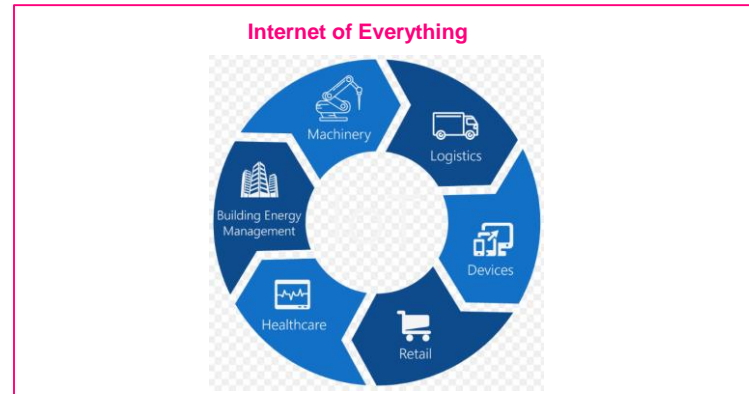 Internet of Everything
Machinery
Logistics
Building Energy
Management
Devices
Healthcare
Retail